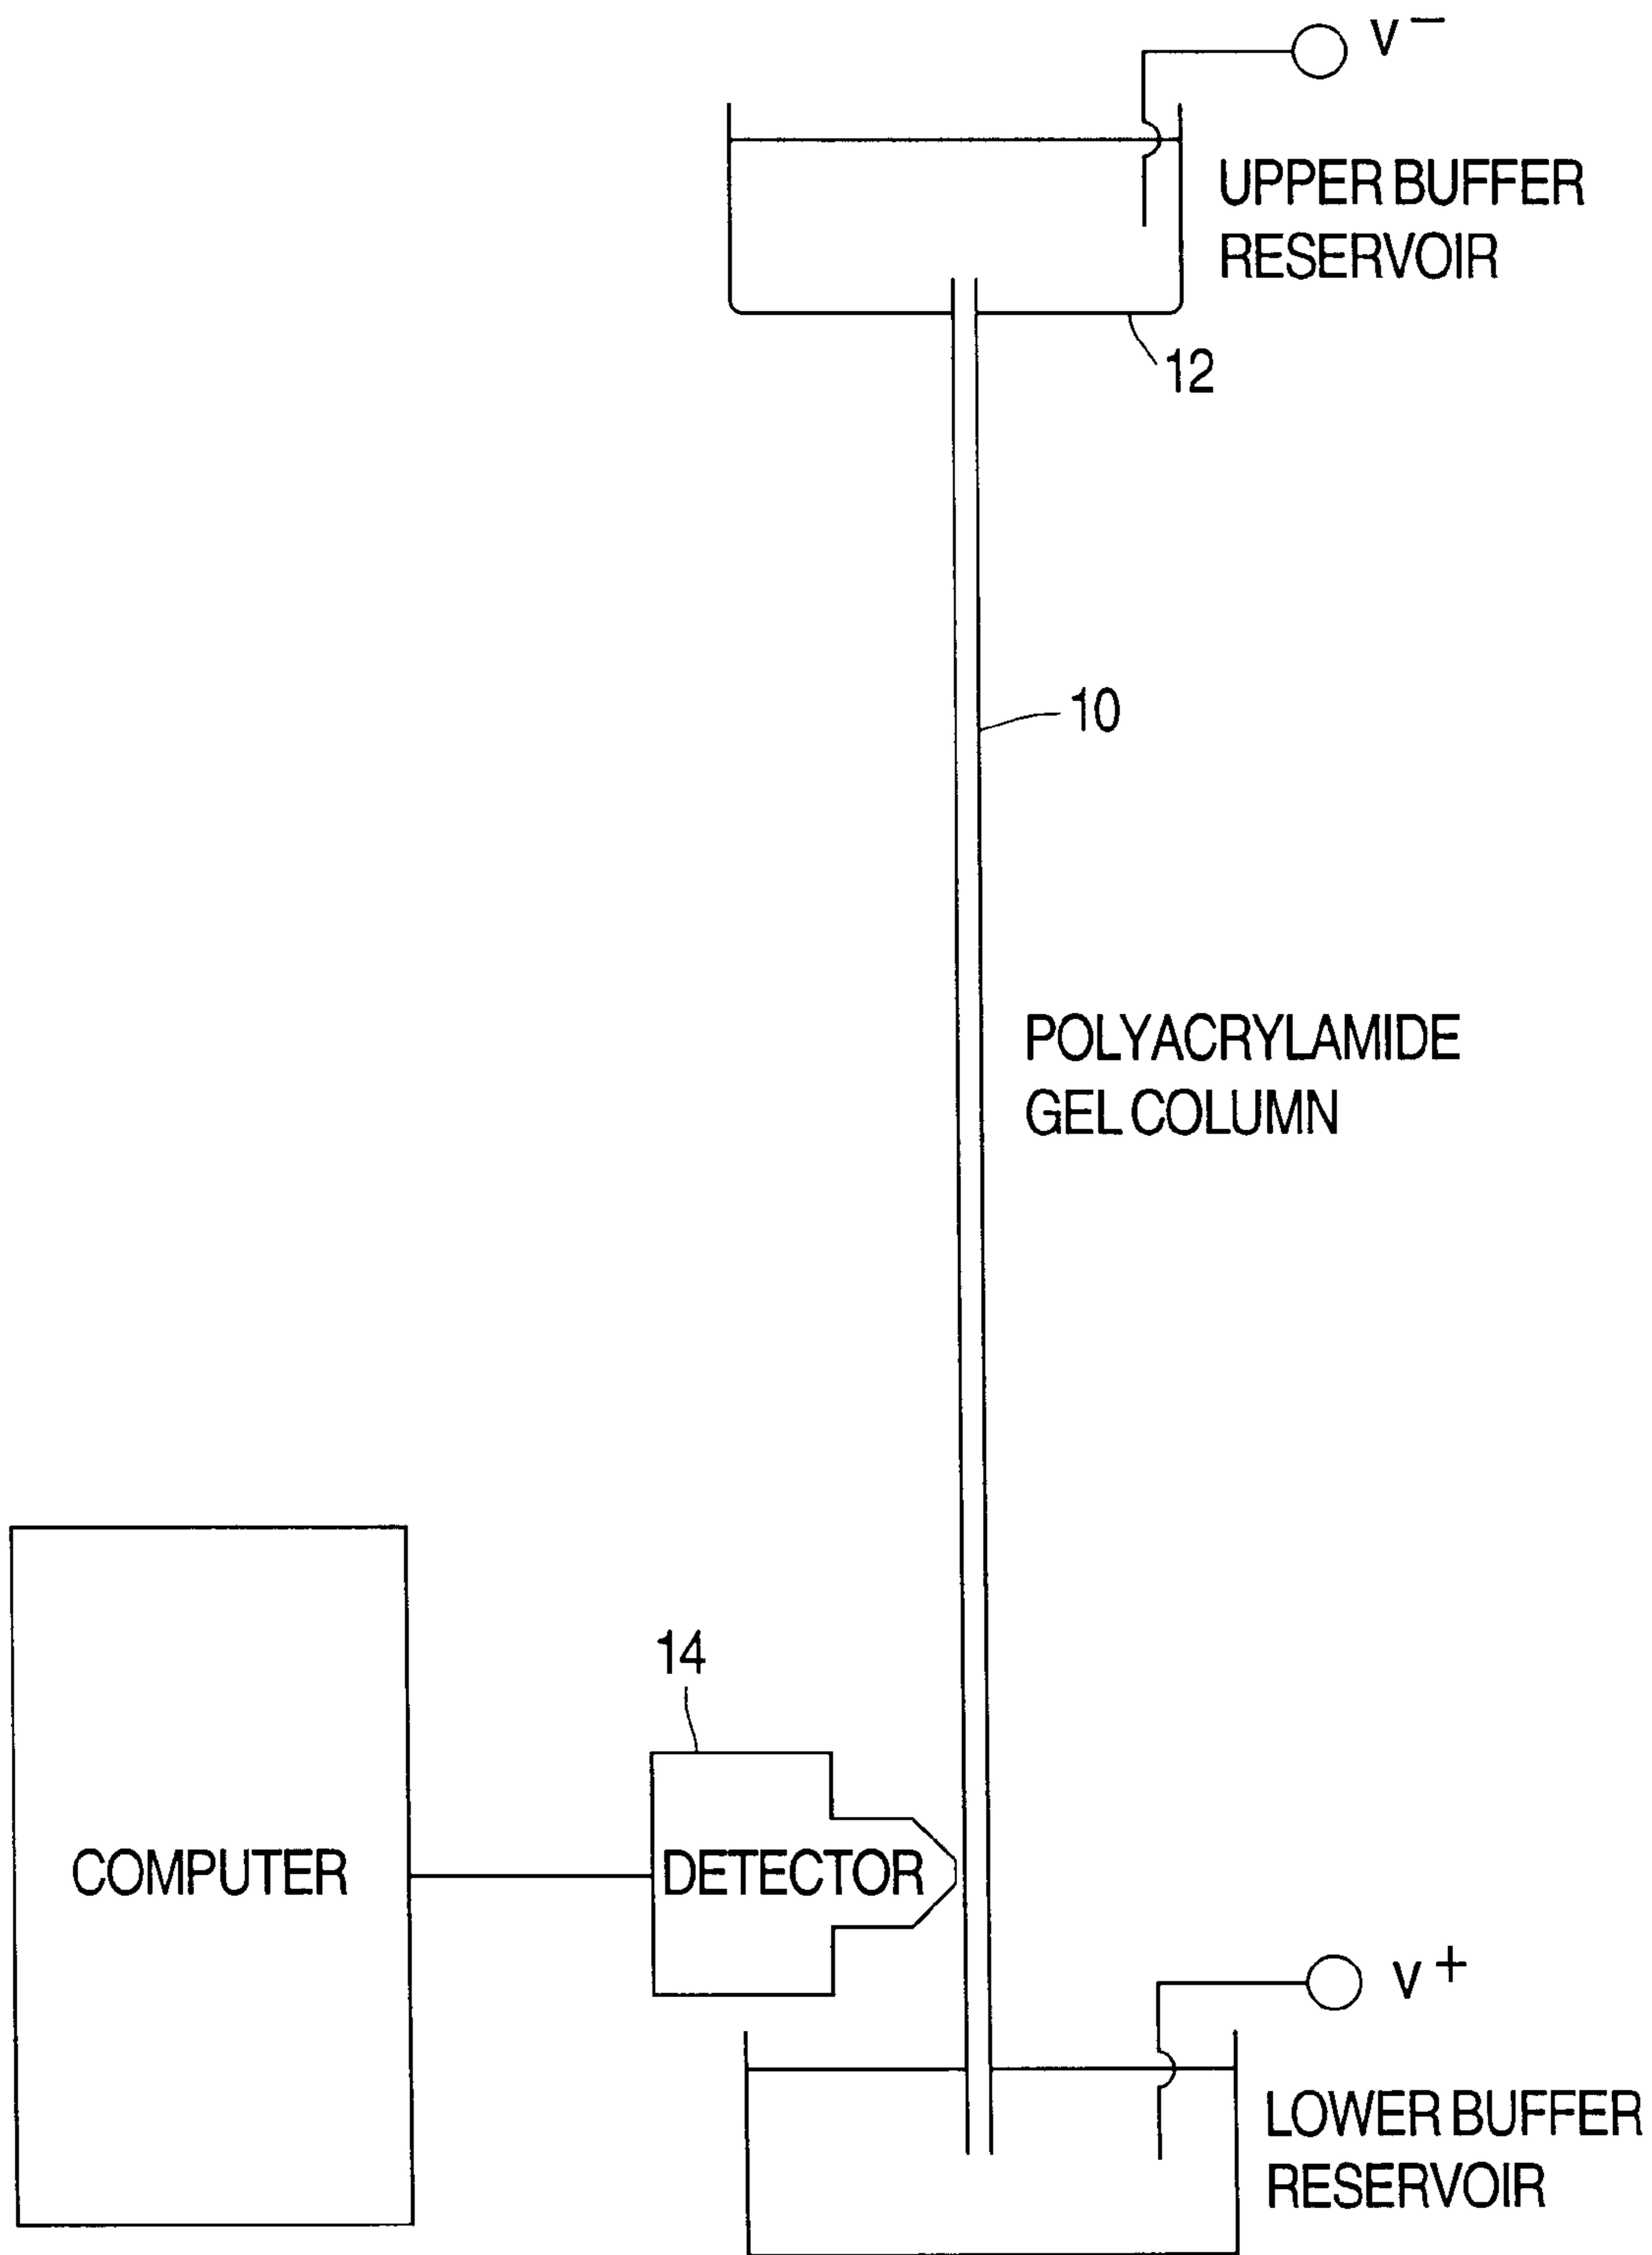 V⁻
UPPER BUFFER
RESERVOIR
12
10
POLYACRYLAMIDE
GEL COLUMN
14
COMPUTER
DETECTOR
V⁺
LOWER BUFFER
RESERVOIR